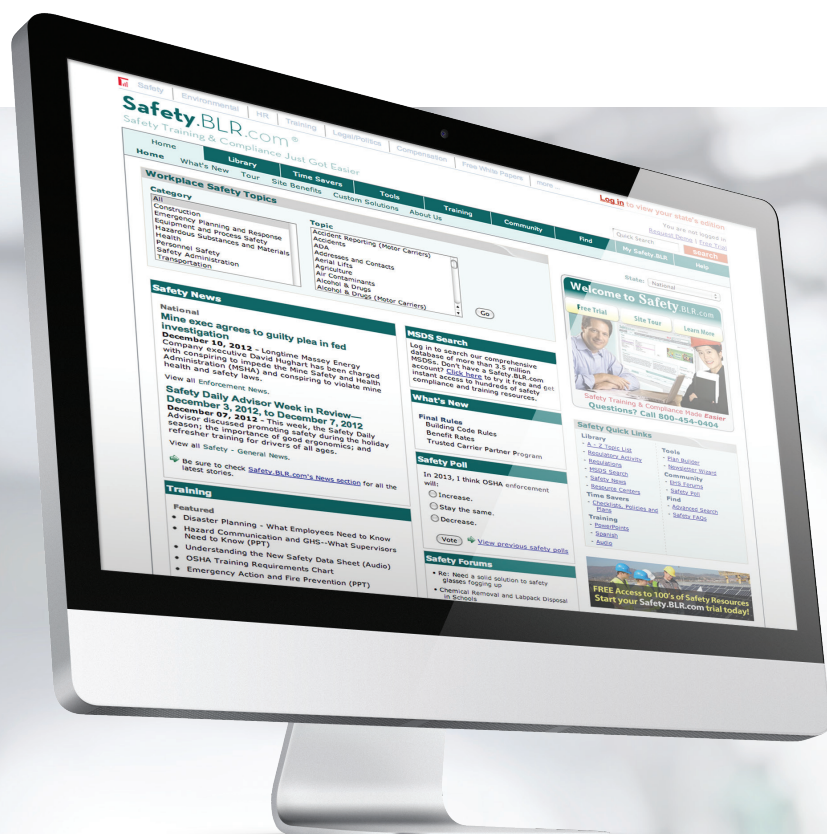 Safety
Environmental
HR
Training
Legal/Politics
Compensation
Free White Papers
more...
Safety.BLR.com®
Safety Training & Compliance Just Got Easier
Log in to view your state's edition
You are not logged in
Request Demo | Free Trial
Home
Library
Time Savers
Tools
Training
Community
Find
My Safety.BLR
Help
Quick Search
search
Home
What's New
Tour
Site Benefits
Custom Solutions
About Us
Workplace Safety Topics
Category
All
Construction
Emergency Planning and Response
Equipment and Process Safety
Hazardous Substances and Materials
Health
Personnel Safety
Safety Administration
Transportation
Topic
Accident Reporting (Motor Carriers)
Accidents
ADA
Addresses and Contacts
Aerial Lifts
Agriculture
Air Contaminants
Alcohol & Drugs
Alcohol & Drugs (Motor Carriers)
Go
State: National
Safety News
National
Mine exec agrees to guilty plea in fed
investigation
December 10, 2012 - Longtime Massey Energy
Company executive David Hughart has been charged
with conspiring to impede the Mine Safety and Health
Administration (MSHA) and conspiring to violate mine
health and safety laws.
View all Enforcement News.
Safety Daily Advisor Week in Review—
December 3, 2012, to December 7, 2012
December 07, 2012 - This week, the Safety Daily
Advisor discussed promoting safety during the holiday
season; the importance of good ergonomics; and
refresher training for drivers of all ages.
View all Safety - General News.
Be sure to check Safety.BLR.com's News section for all the
latest stories.
Training
Featured
• Disaster Planning - What Employees Need to Know
• Hazard Communication and GHS--What Supervisors
Need to Know (PPT)
• Understanding the New Safety Data Sheet (Audio)
• OSHA Training Requirements Chart
• Emergency Action and Fire Prevention (PPT)
MSDS Search
Log in to search our comprehensive
database of more than 3.5 million
MSDSs. Don't have a Safety.BLR.com
account? Click here to try it free and get
instant access to hundreds of safety
compliance and training resources.
What's New
Final Rules
Building Code Rules
Benefit Rates
Trusted Carrier Partner Program
Safety Poll
In 2013, I think OSHA enforcement
will:
Increase.
Stay the same.
Decrease.
Vote
View previous safety polls
Safety Forums
• Re: Need a solid solution to safety
glasses fogging up
• Chemical Removal and Labpack Disposal
in Schools
Welcome to Safety.BLR.com
Free Trial
Site Tour
Learn More
Safety Training & Compliance Made Easier
Questions? Call 800-454-0404
Safety Quick Links
Library
- A - Z Topic List
- Regulatory Activity
- Regulations
- MSDS Search
- Safety News
- Resource Centers
Time Savers
- Checklists, Policies and
Plans
Training
- PowerPoints
- Spanish
- Audio
Tools
- Plan Builder
- Newsletter Wizard
Community
- EHS Forums
- Safety Poll
Find
- Advanced Search
- Safety FAQs
FREE Access to 100's of Safety Resources
Start your Safety.BLR.com trial today!